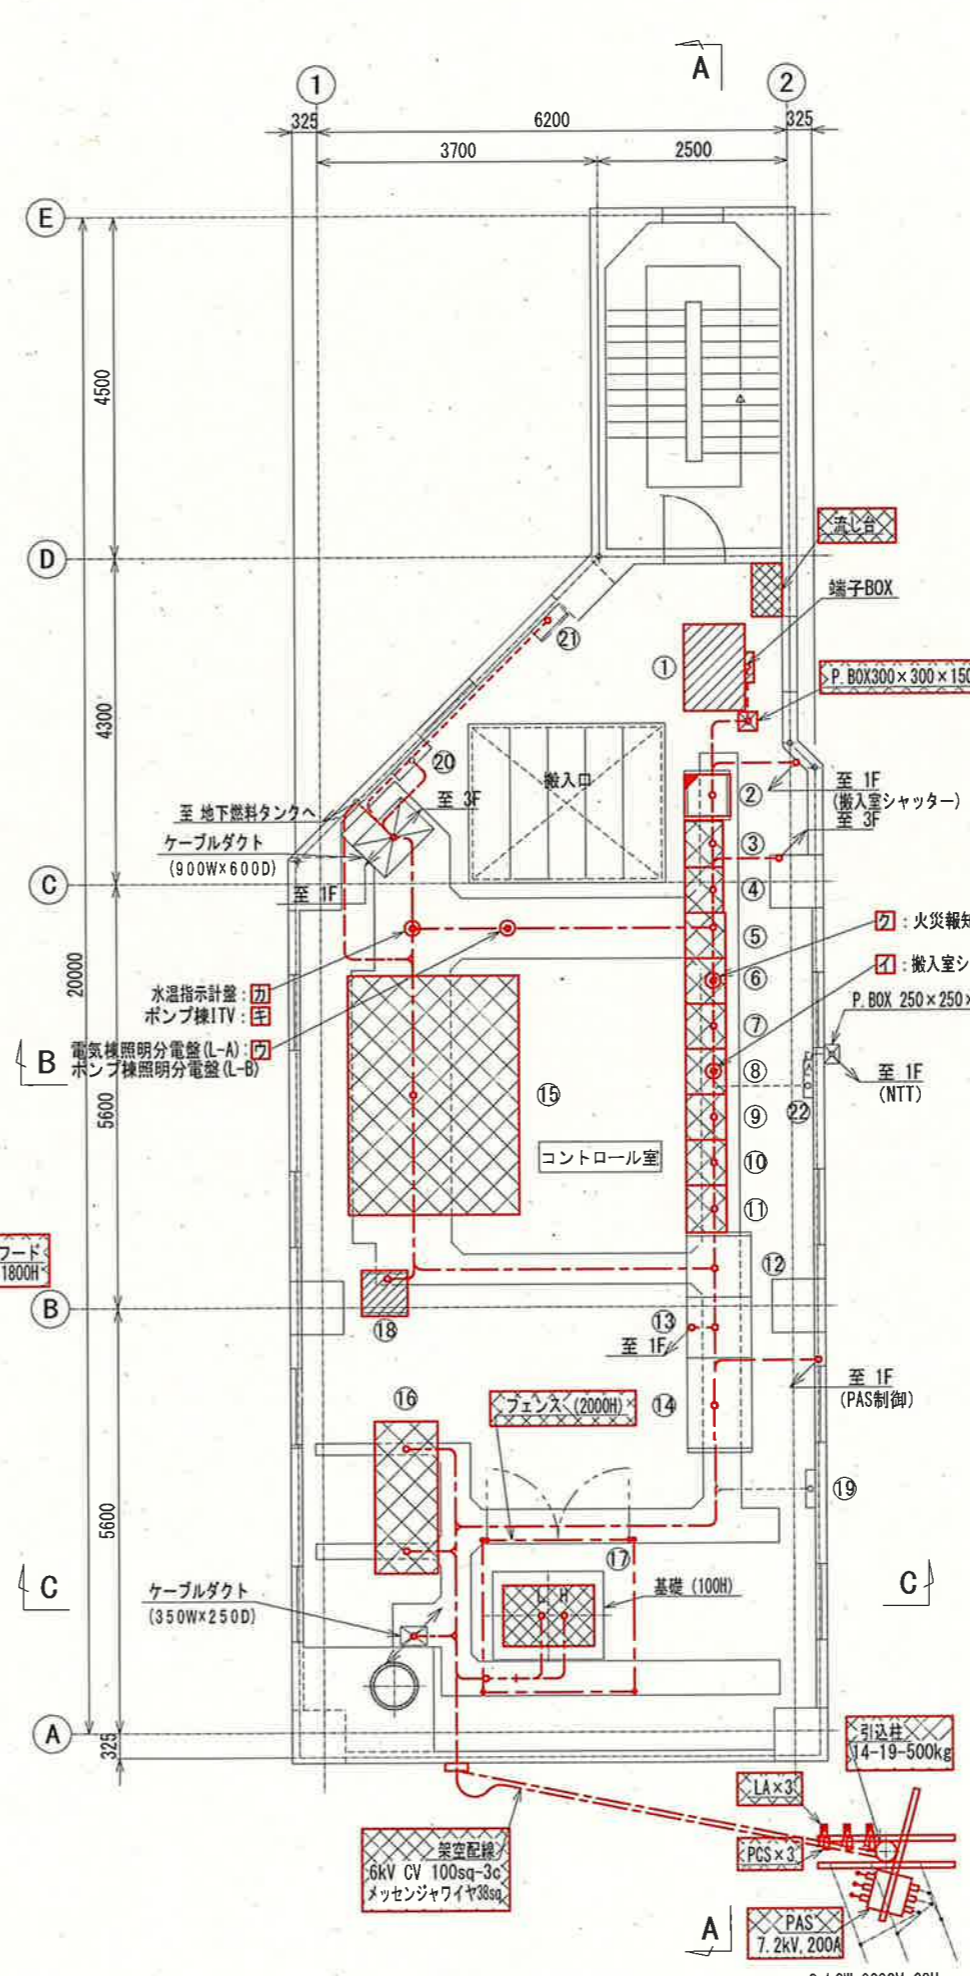 A
1
2
325
6200
325
3700
2500
E
4500
D
流し台
端子BOX
21
①
P.BOX300×300×150
4300
⑳
搬入口
②
至 1F
(搬入室シャッター)
至 3F
至 地下燃料タンクへ
至 3F
③
ケーブルダクト
(900W×600D)
④
C
至 1F
⑤
ク:火災報知
⑥
イ:搬入室シ
20000
水温指示計盤:カ
ポンプ棟ITV:キ
⑦
P.BOX 250×250×
B
電気棟照明分電盤(L-A):ウ
ポンプ棟照明分電盤(L-B)
⑧
至 1F
(NTT)
⑮
22
5600
⑨
コントロール室
⑩
⑪
フード
1800H
⑫
B
⑱
⑬
至 1F
至 1F
(PAS制御)
⑯
フェンス (2000H)
⑭
⑲
5600
⑰
C
ケーブルダクト
(350W×250D)
L H
基礎 (100H)
C
A
325
引込柱
14-19-500kg
LA×3
架空配線
6kV CV 100sq-3c
メッセンジャワイヤ38sq
PCS×3
A
PAS
7.2kV,200A